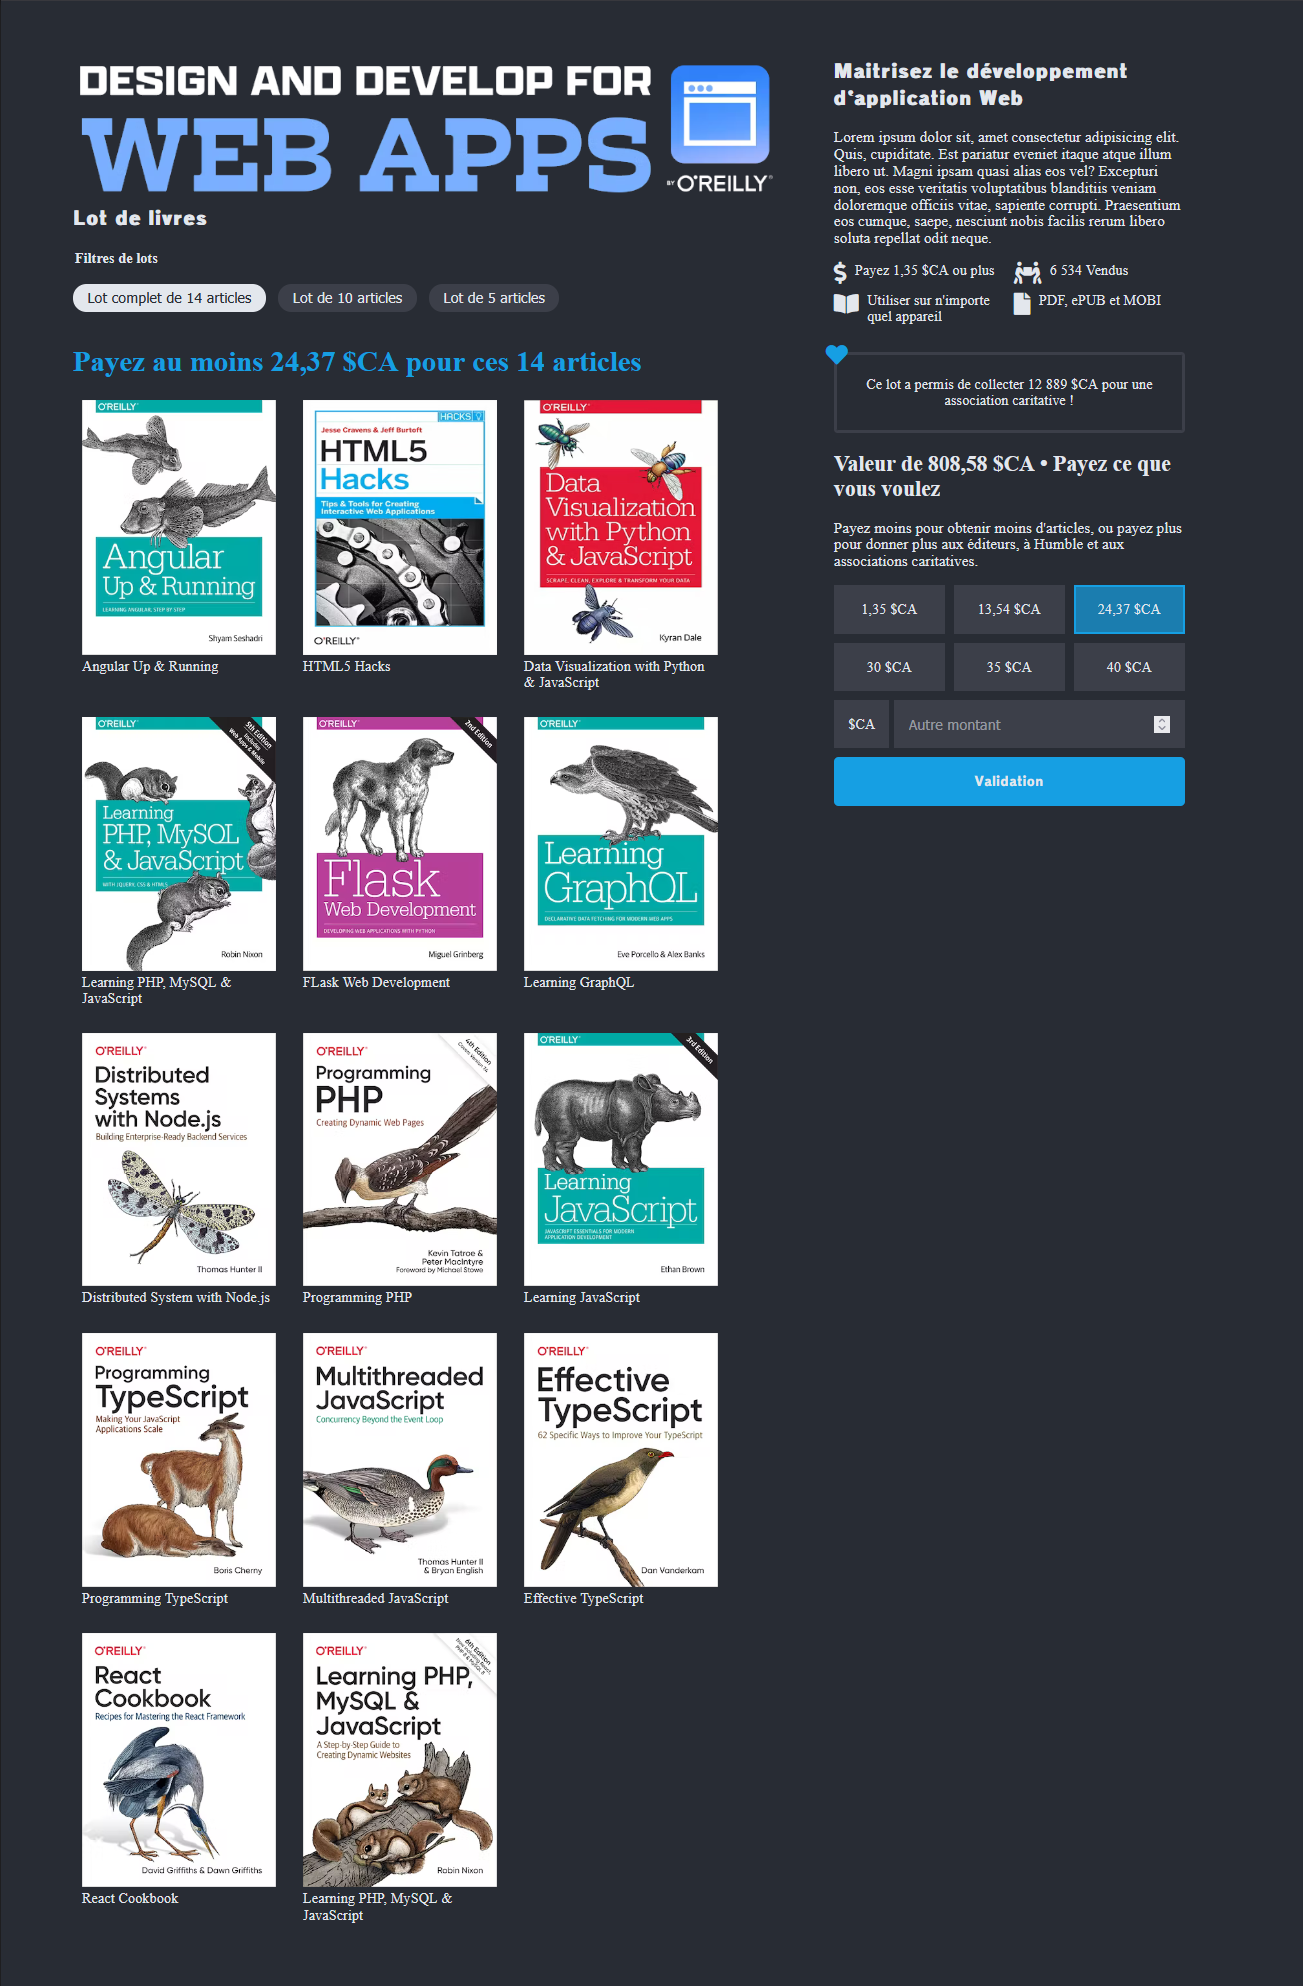 DESIGN AND DEVELOP FOR
WEB APPS
BY O'REILLY®
Lot de livres
Filtres de lots
Lot complet de 14 articles
Lot de 10 articles
Lot de 5 articles
Payez au moins 24,37 $CA pour ces 14 articles
O'REILLY®
Angular
Up & Running
LEARNING ANGULAR, STEP BY STEP
Shyam Seshadri
Angular Up & Running
HACKS
Jesse Cravens & Jeff Burtoft
HTML5
Hacks
Tips & Tools for Creating
Interactive Web Applications
O'REILLY®
HTML5 Hacks
O'REILLY®
Data
Visualization
with Python
& JavaScript
SCRAPE, CLEAN, EXPLORE & TRANSFORM YOUR DATA
Kyran Dale
Data Visualization with Python
& JavaScript
O'REILLY®
5th Edition
Includes
Web Apps & Mobile
Learning
PHP, MySQL
& JavaScript
WITH JQUERY, CSS & HTML5
Robin Nixon
Learning PHP, MySQL &
JavaScript
O'REILLY®
2nd Edition
Flask
Web Development
DEVELOPING WEB APPLICATIONS WITH PYTHON
Miguel Grinberg
FLask Web Development
O'REILLY®
Learning
GraphQL
DECLARATIVE DATA FETCHING FOR MODERN WEB APPS
Eve Porcello & Alex Banks
Learning GraphQL
O'REILLY®
Distributed
Systems
with Node.js
Building Enterprise-Ready Backend Services
Thomas Hunter II
Distributed System with Node.js
O'REILLY®
4th Edition
Covers Version 7.4
Programming
PHP
Creating Dynamic Web Pages
Kevin Tatroe &
Peter MacIntyre
Foreword by Michael Stowe
Programming PHP
O'REILLY®
3rd Edition
Learning
JavaScript
JAVASCRIPT ESSENTIALS FOR MODERN
APPLICATION DEVELOPMENT
Ethan Brown
Learning JavaScript
O'REILLY®
Programming
TypeScript
Making Your JavaScript
Applications Scale
Boris Cherny
Programming TypeScript
O'REILLY®
Multithreaded
JavaScript
Concurrency Beyond the Event Loop
Thomas Hunter II
& Bryan English
Multithreaded JavaScript
O'REILLY®
Effective
TypeScript
62 Specific Ways to Improve Your TypeScript
Dan Vanderkam
Effective TypeScript
O'REILLY®
React
Cookbook
Recipes for Mastering the React Framework
David Griffiths & Dawn Griffiths
React Cookbook
O'REILLY®
6th Edition
Learning PHP,
MySQL &
JavaScript
A Step-by-Step Guide to
Creating Dynamic Websites
Robin Nixon
Learning PHP, MySQL &
JavaScript
Maitrisez le développement
d'application Web
Lorem ipsum dolor sit, amet consectetur adipisicing elit.
Quis, cupiditate. Est pariatur eveniet itaque atque illum
libero ut. Magni ipsam quasi alias eos vel? Excepturi
non, eos esse veritatis voluptatibus blanditiis veniam
doloremque officiis vitae, sapiente corrupti. Praesentium
eos cumque, saepe, nesciunt nobis facilis rerum libero
soluta repellat odit neque.
Payez 1,35 $CA ou plus
6 534 Vendus
Utiliser sur n'importe
quel appareil
PDF, ePUB et MOBI
Ce lot a permis de collecter 12 889 $CA pour une
association caritative !
Valeur de 808,58 $CA • Payez ce que
vous voulez
Payez moins pour obtenir moins d'articles, ou payez plus
pour donner plus aux éditeurs, à Humble et aux
associations caritatives.
1,35 $CA
13,54 $CA
24,37 $CA
30 $CA
35 $CA
40 $CA
$CA
Autre montant
Validation